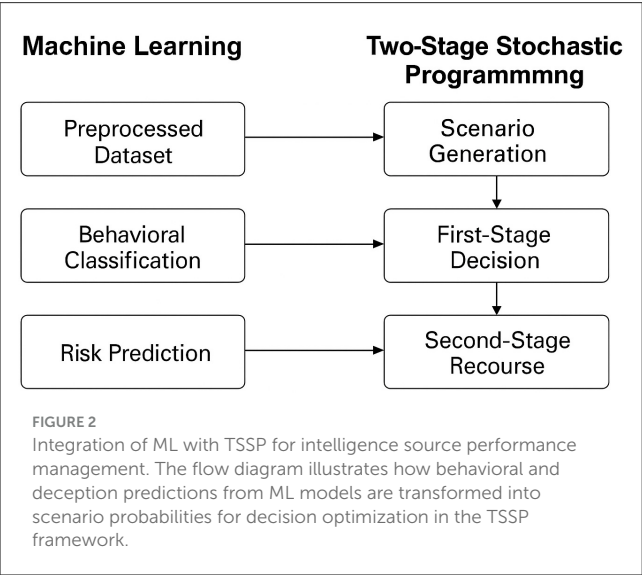 Machine Learning
Two-Stage Stochastic
Programmmng
Preprocessed
Dataset
Scenario
Generation
Behavioral
Classification
First-Stage
Decision
Risk Prediction
Second-Stage
Recourse
FIGURE 2
Integration of ML with TSSP for intelligence source performance
management. The flow diagram illustrates how behavioral and
deception predictions from ML models are transformed into
scenario probabilities for decision optimization in the TSSP
framework.